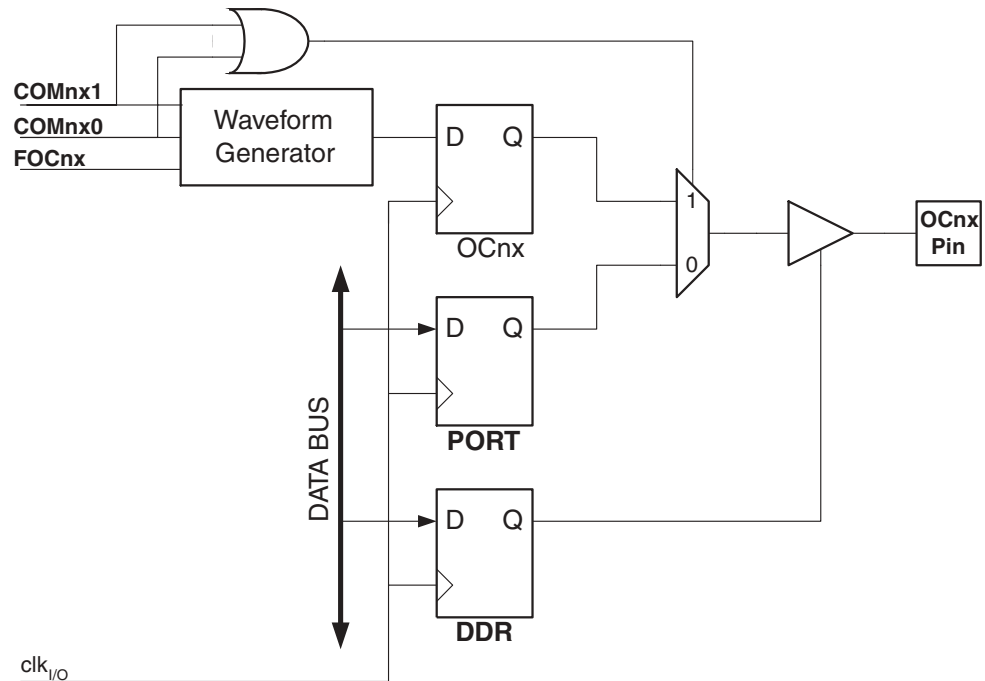 COMnx1
COMnx0
FOCnx
Waveform
Generator
D Q
OCnx
1
0
OCnx
Pin
D Q
PORT
DATA BUS
D Q
DDR
clkI/O